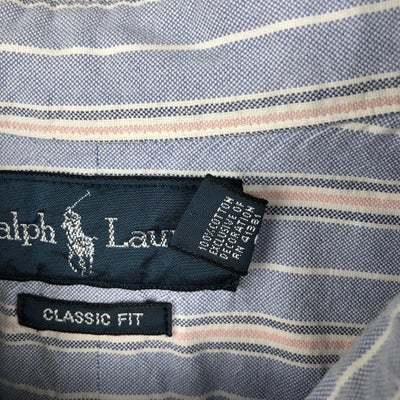 alph Lau
CLASSIC FIT
100% COTTON
EXCLUSIVE OF
DECORATION
RN 41381